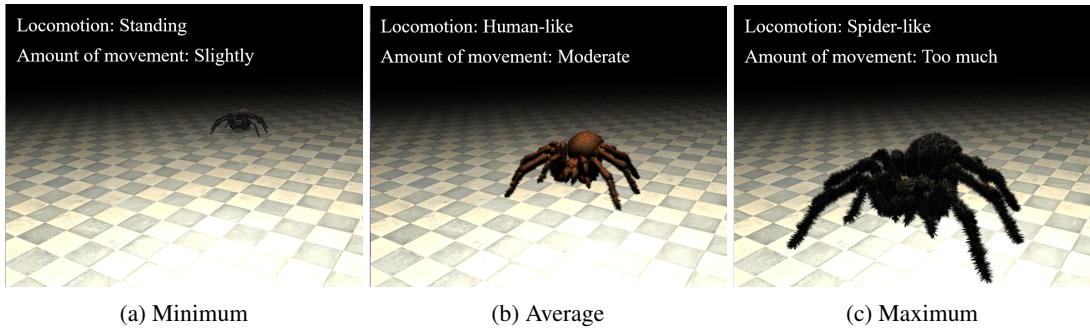 Locomotion: Standing
Amount of movement: Slightly
Locomotion: Human-like
Amount of movement: Moderate
Locomotion: Spider-like
Amount of movement: Too much
(a) Minimum
(b) Average
(c) Maximum